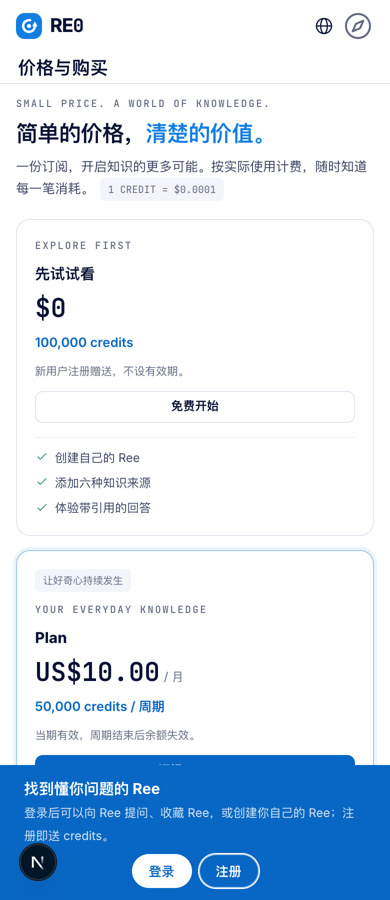 RE0
价格与购买
SMALL PRICE. A WORLD OF KNOWLEDGE.
简单的价格，清楚的价值。
一份订阅，开启知识的更多可能。按实际使用计费，随时知道
每一笔消耗。 1 CREDIT = $0.0001
EXPLORE FIRST
先试试看
$0
100,000 credits
新用户注册赠送，不设有效期。
免费开始
创建自己的 Ree
添加六种知识来源
体验带引用的回答
让好奇心持续发生
YOUR EVERYDAY KNOWLEDGE
Plan
US$10.00 / 月
50,000 credits / 周期
当期有效，周期结束后余额失效。
找到懂你问题的 Ree
登录后可以向 Ree 提问、收藏 Ree，或创建你自己的 Ree；注
册即送 credits。
N
登录 注册